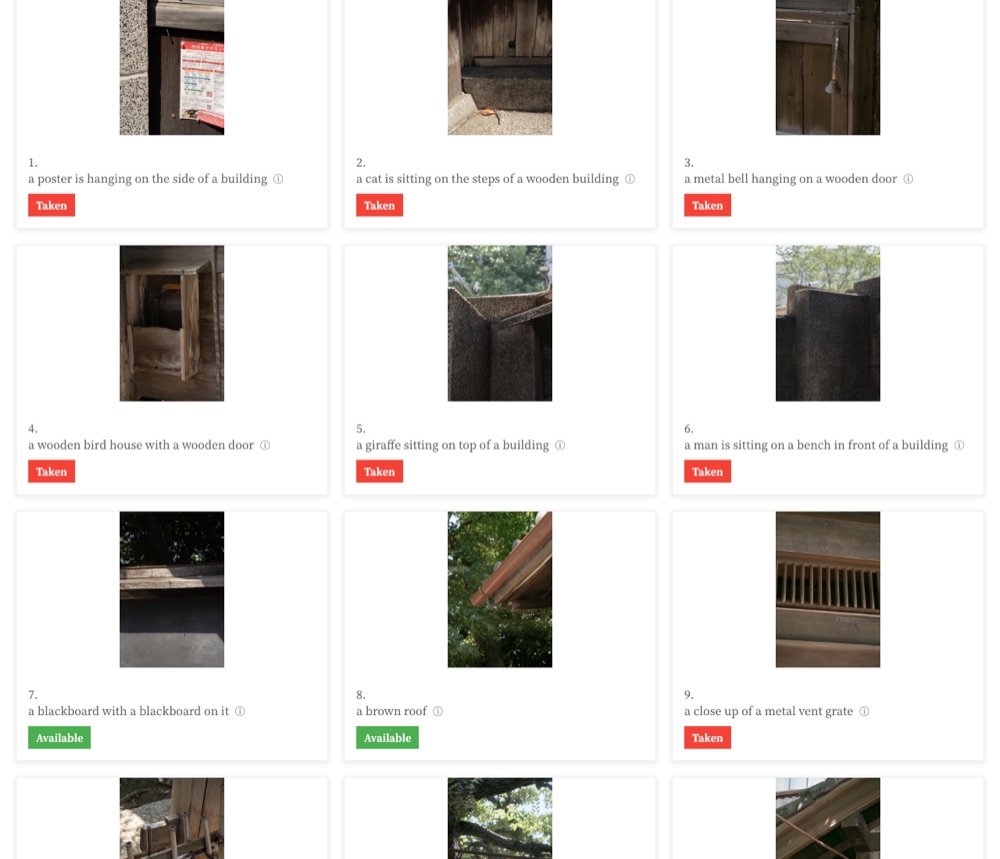 1.
a poster is hanging on the side of a building ⓘ
Taken
2.
a cat is sitting on the steps of a wooden building ⓘ
Taken
3.
a metal bell hanging on a wooden door ⓘ
Taken
4.
a wooden bird house with a wooden door ⓘ
Taken
5.
a giraffe sitting on top of a building ⓘ
Taken
6.
a man is sitting on a bench in front of a building ⓘ
Taken
7.
a blackboard with a blackboard on it ⓘ
Available
8.
a brown roof ⓘ
Available
9.
a close up of a metal vent grate ⓘ
Taken